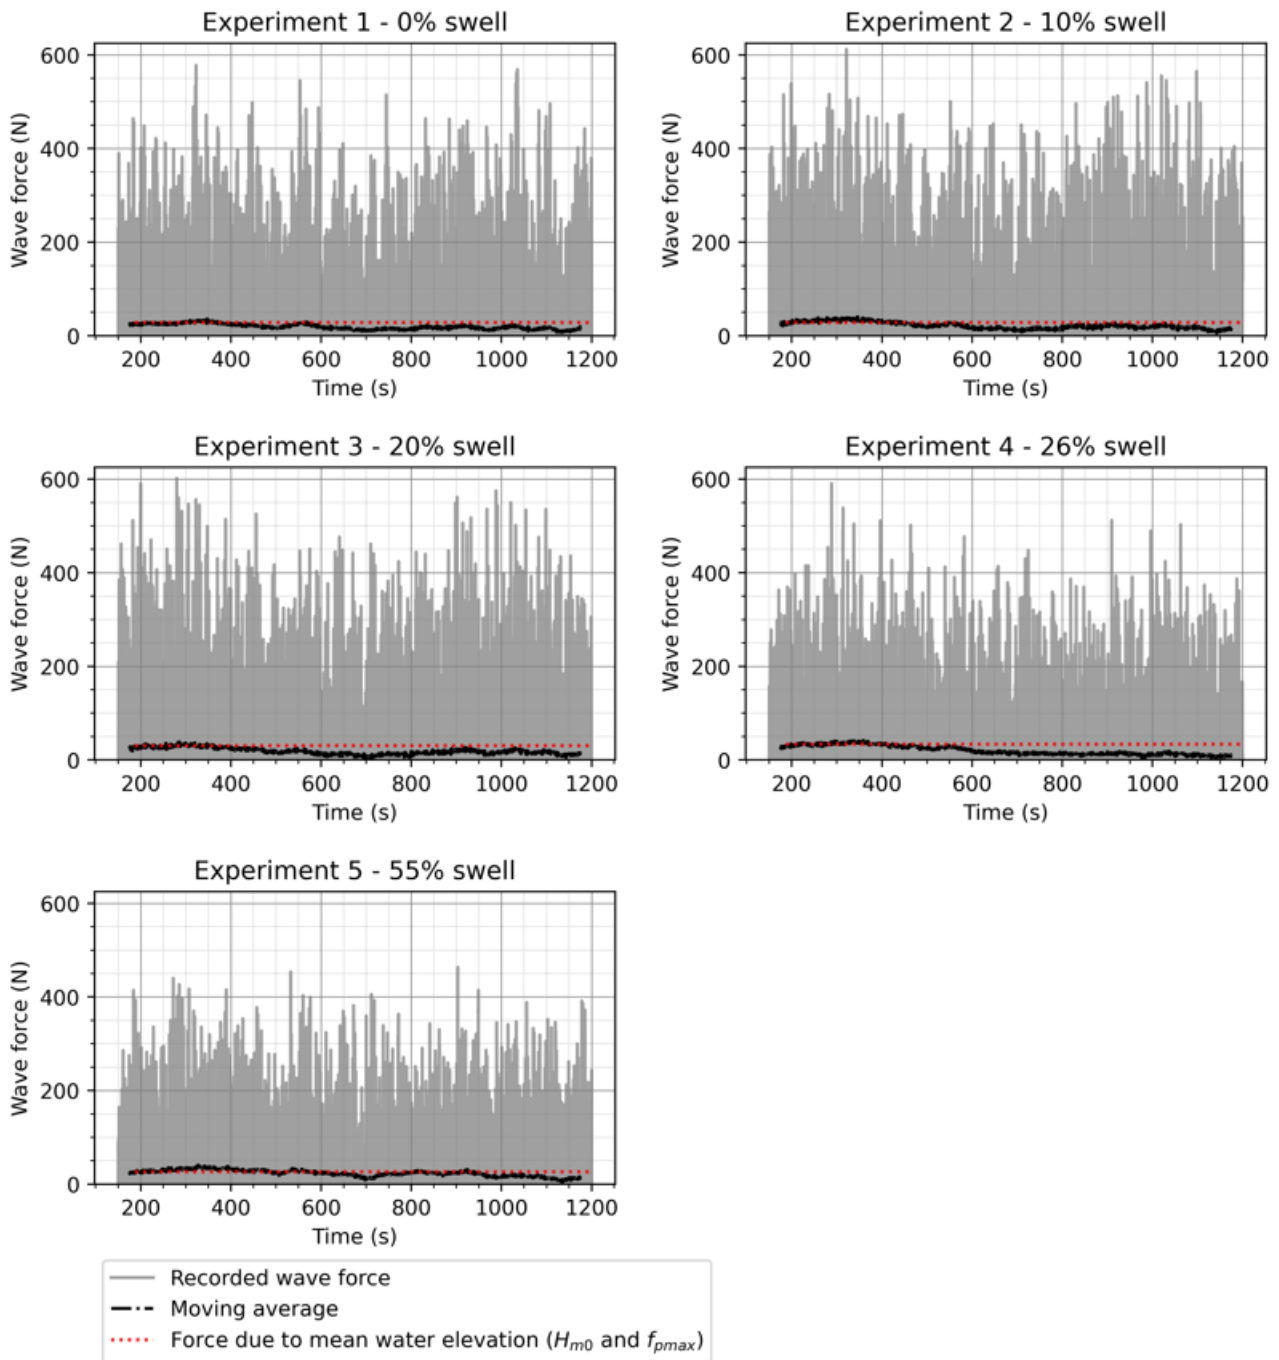 Experiment 1 - 0% swell
Wave force (N)
600
400
200
0
200 400 600 800 1000 1200
Time (s)
Experiment 2 - 10% swell
Wave force (N)
600
400
200
0
200 400 600 800 1000 1200
Time (s)
Experiment 3 - 20% swell
Wave force (N)
600
400
200
0
200 400 600 800 1000 1200
Time (s)
Experiment 4 - 26% swell
Wave force (N)
600
400
200
0
200 400 600 800 1000 1200
Time (s)
Experiment 5 - 55% swell
Wave force (N)
600
400
200
0
200 400 600 800 1000 1200
Time (s)
Recorded wave force
Moving average
Force due to mean water elevation (H_{m0} and f_{pmax})